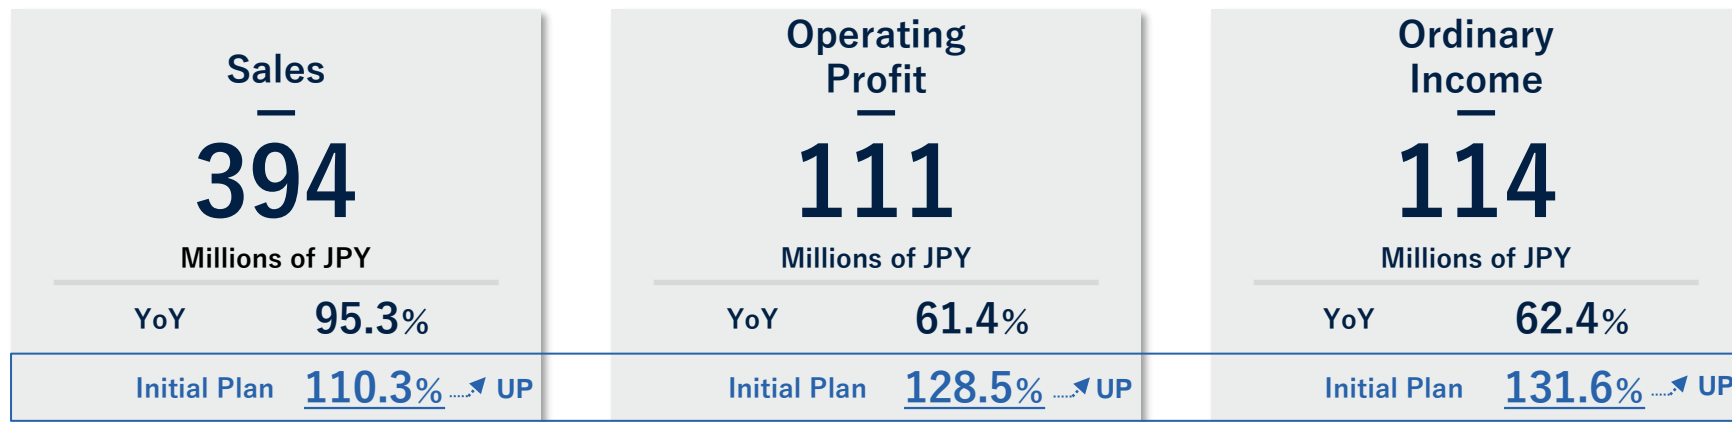 Sales
394
Millions of JPY
YoY 95.3%
Initial Plan 110.3% UP
Operating
Profit
111
Millions of JPY
YoY 61.4%
Initial Plan 128.5% UP
Ordinary
Income
114
Millions of JPY
YoY 62.4%
Initial Plan 131.6% UP